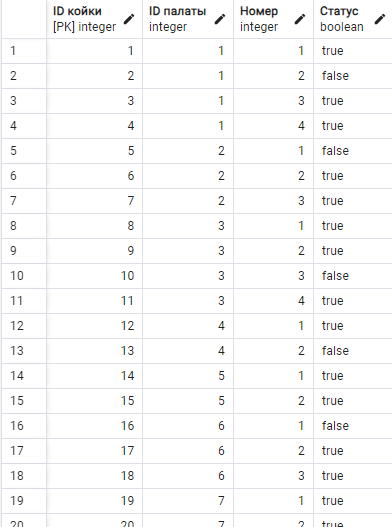 ID койки ID палаты Номер Статус
[PK] integer integer integer boolean
1 1 1 1 true
2 2 1 2 false
3 3 1 3 true
4 4 1 4 true
5 5 2 1 false
6 6 2 2 true
7 7 2 3 true
8 8 3 1 true
9 9 3 2 true
10 10 3 3 false
11 11 3 4 true
12 12 4 1 true
13 13 4 2 false
14 14 5 1 true
15 15 5 2 true
16 16 6 1 false
17 17 6 2 true
18 18 6 3 true
19 19 7 1 true
20 20 7 2 true